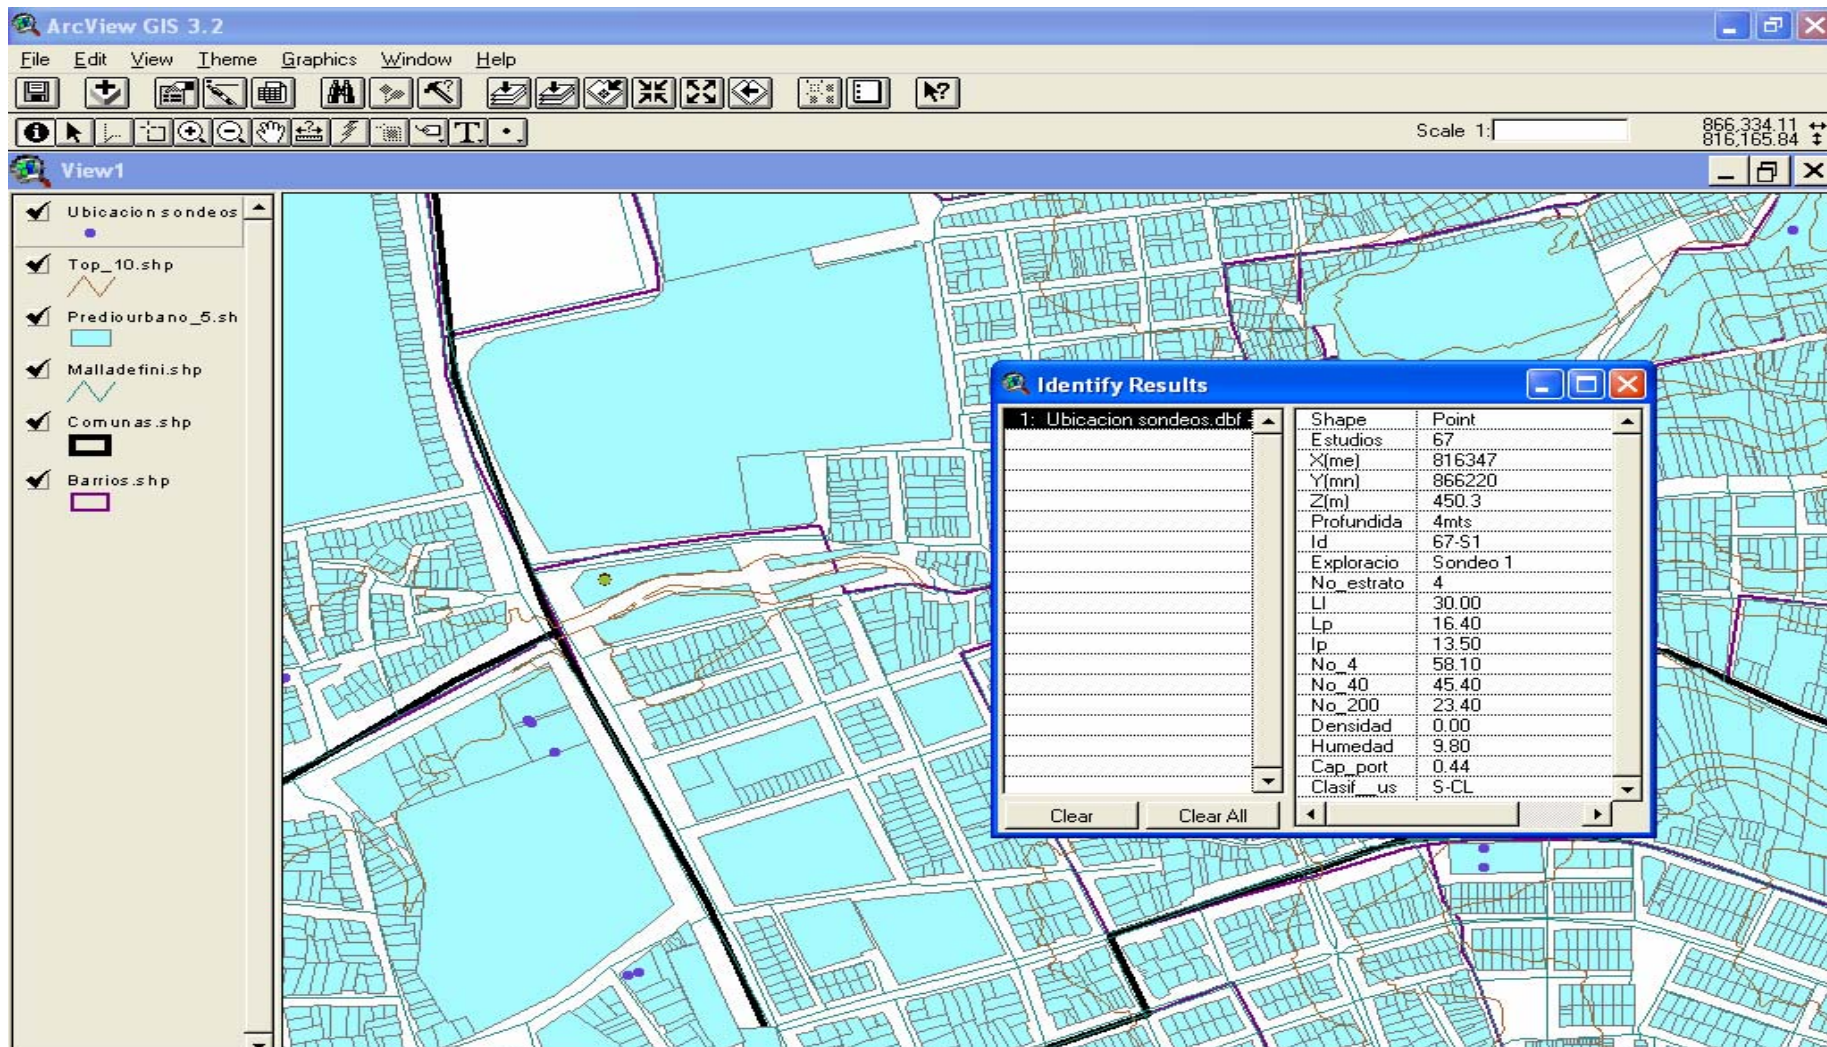 ArcView GIS 3.2
File Edit View Theme Graphics Window Help
Scale 1: 866,334.11
816,165.84
View1
Ubicacion sondeos
Top_10.shp
Prediourbano_5.sh
Malladefini.shp
Comunas.shp
Barrios.shp
Identify Results
1: Ubicacion sondeos.dbf -
Shape Point
Estudios 67
X(me) 816347
Y(mn) 866220
Z(m) 450.3
Profundida 4mts
Id 67-S1
Exploracio Sondeo 1
No_estrato 4
Ll 30.00
Lp 16.40
Ip 13.50
No_4 58.10
No_40 45.40
No_200 23.40
Densidad 0.00
Humedad 9.80
Cap_port 0.44
Clasif__us S-CL
Clear Clear All